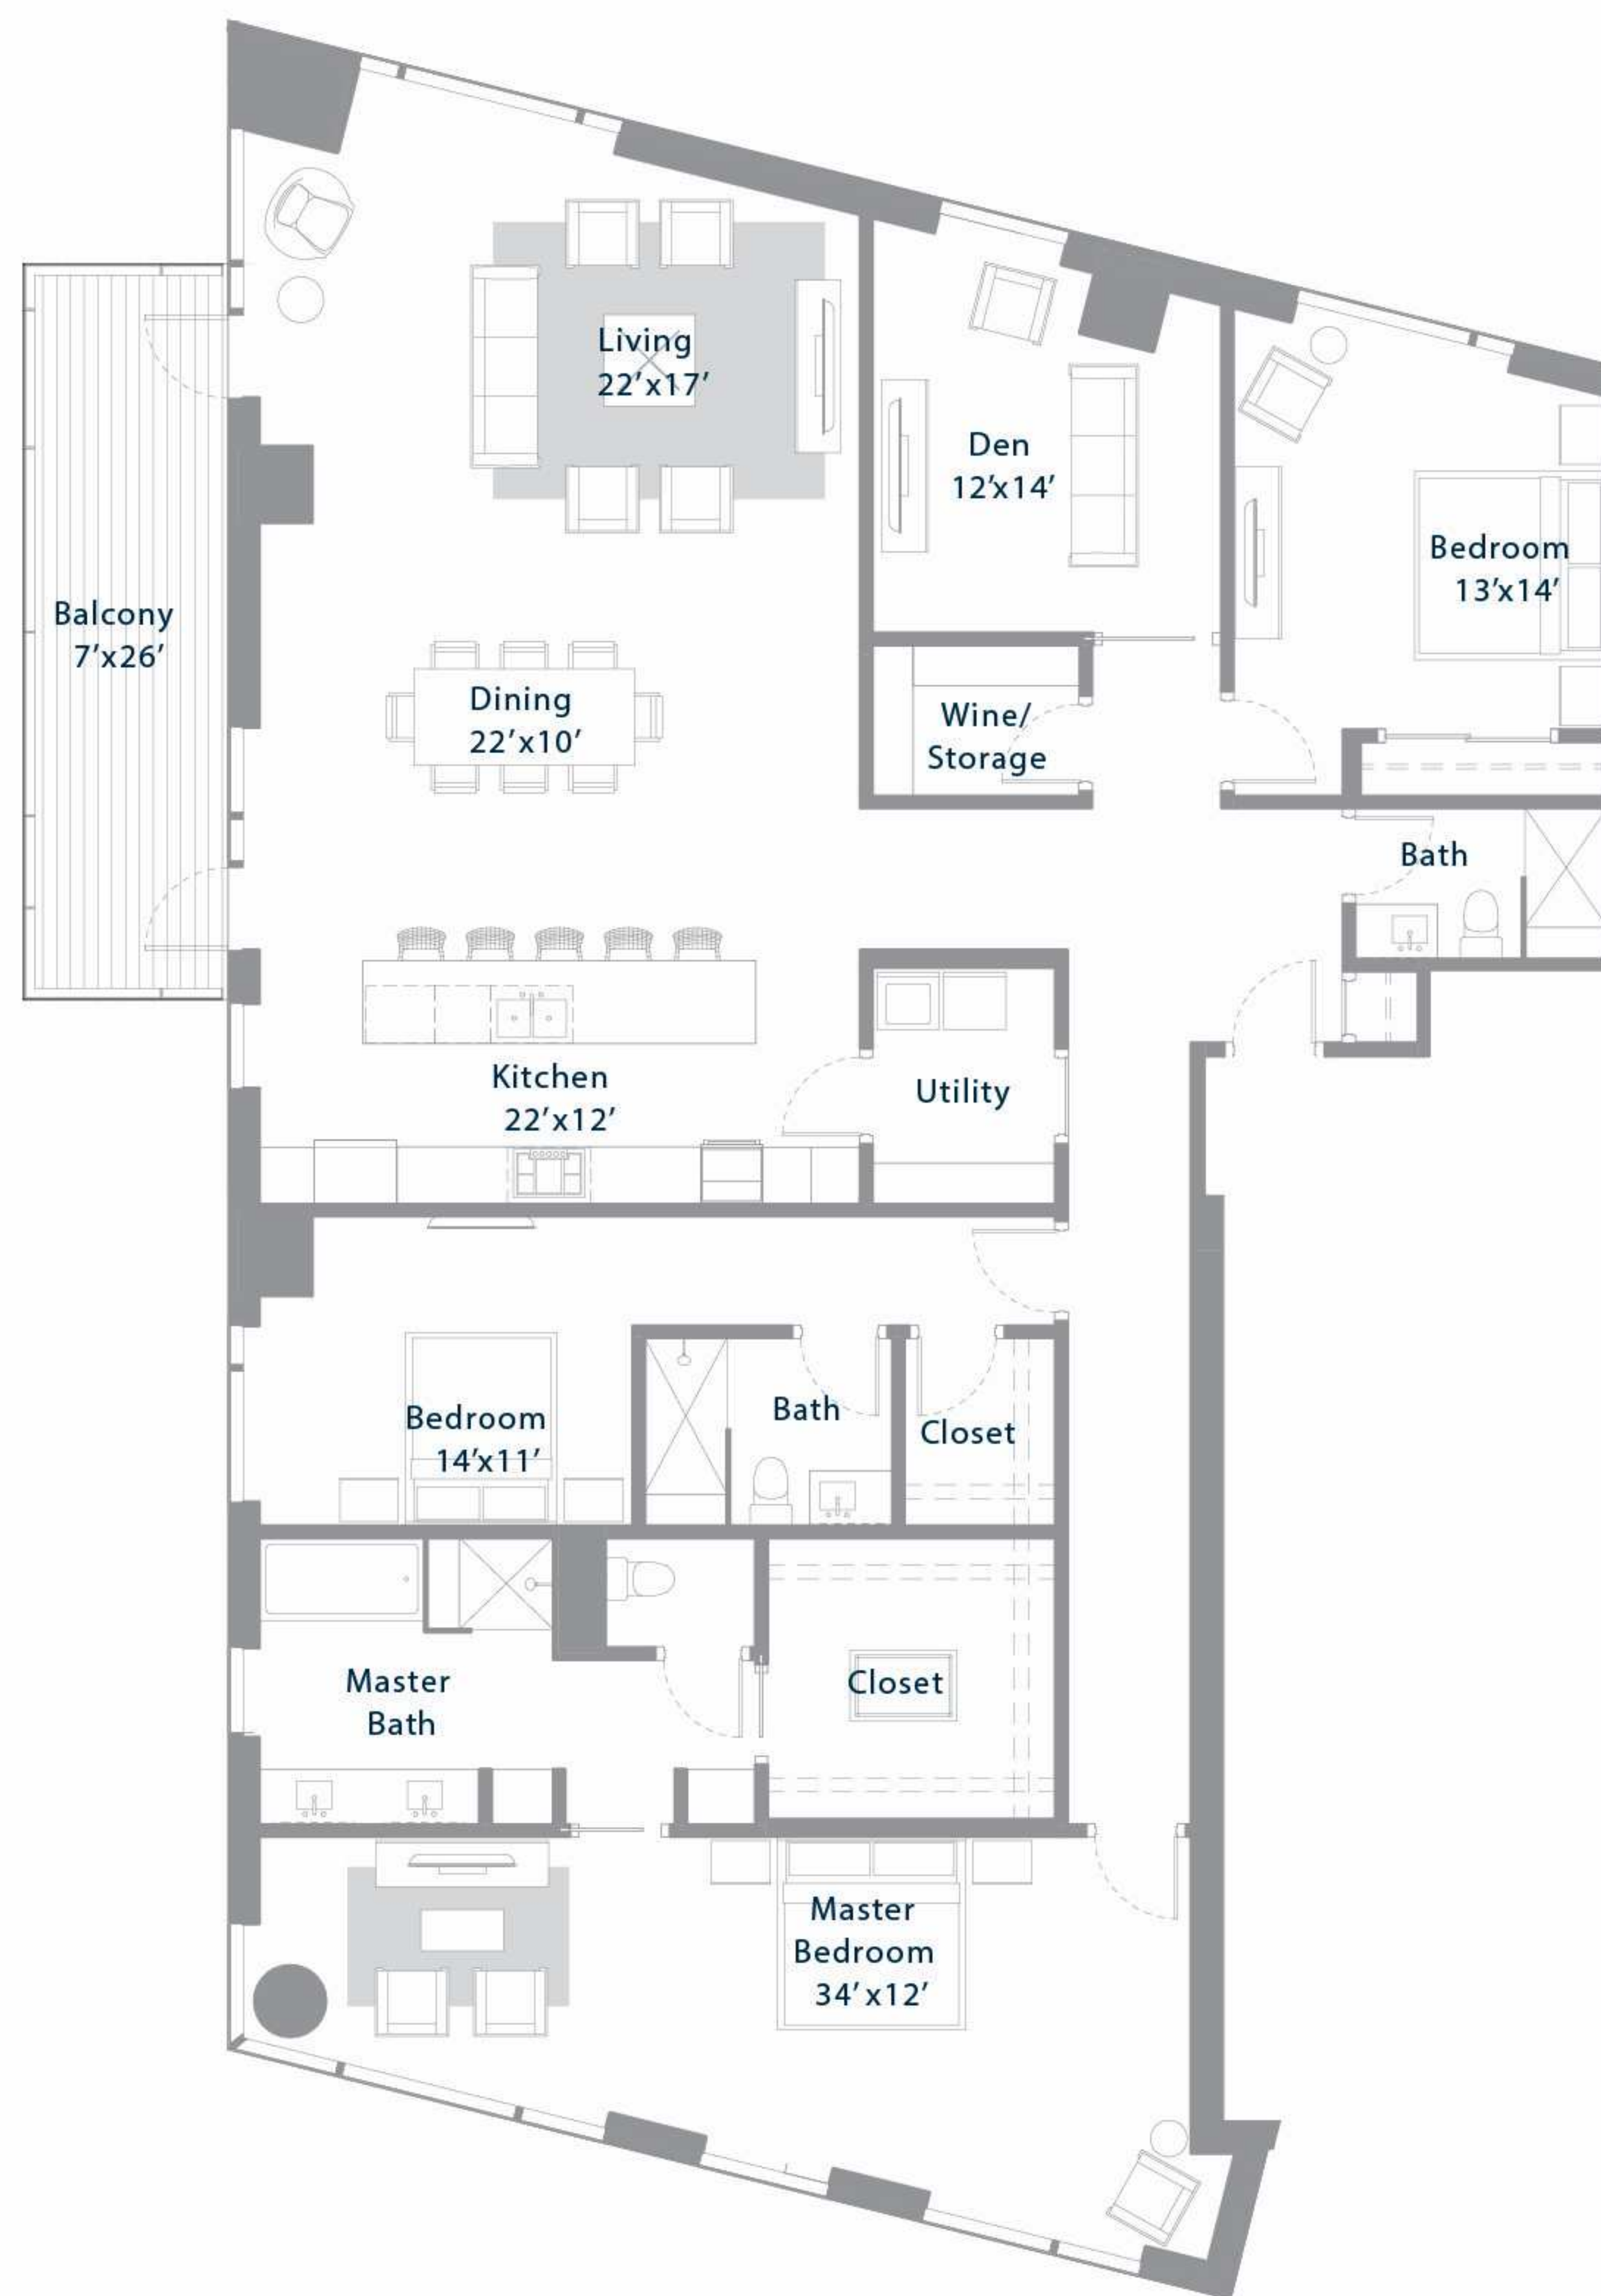 Living
22'x17'
Den
12'x14'
Bedroom
13'x14'
Balcony
7'x26'
Dining
22'x10'
Wine/
Storage
Bath
Kitchen
22'x12'
Utility
Bedroom
14'x11'
Bath
Closet
Master
Bath
Closet
Master
Bedroom
34'x12'